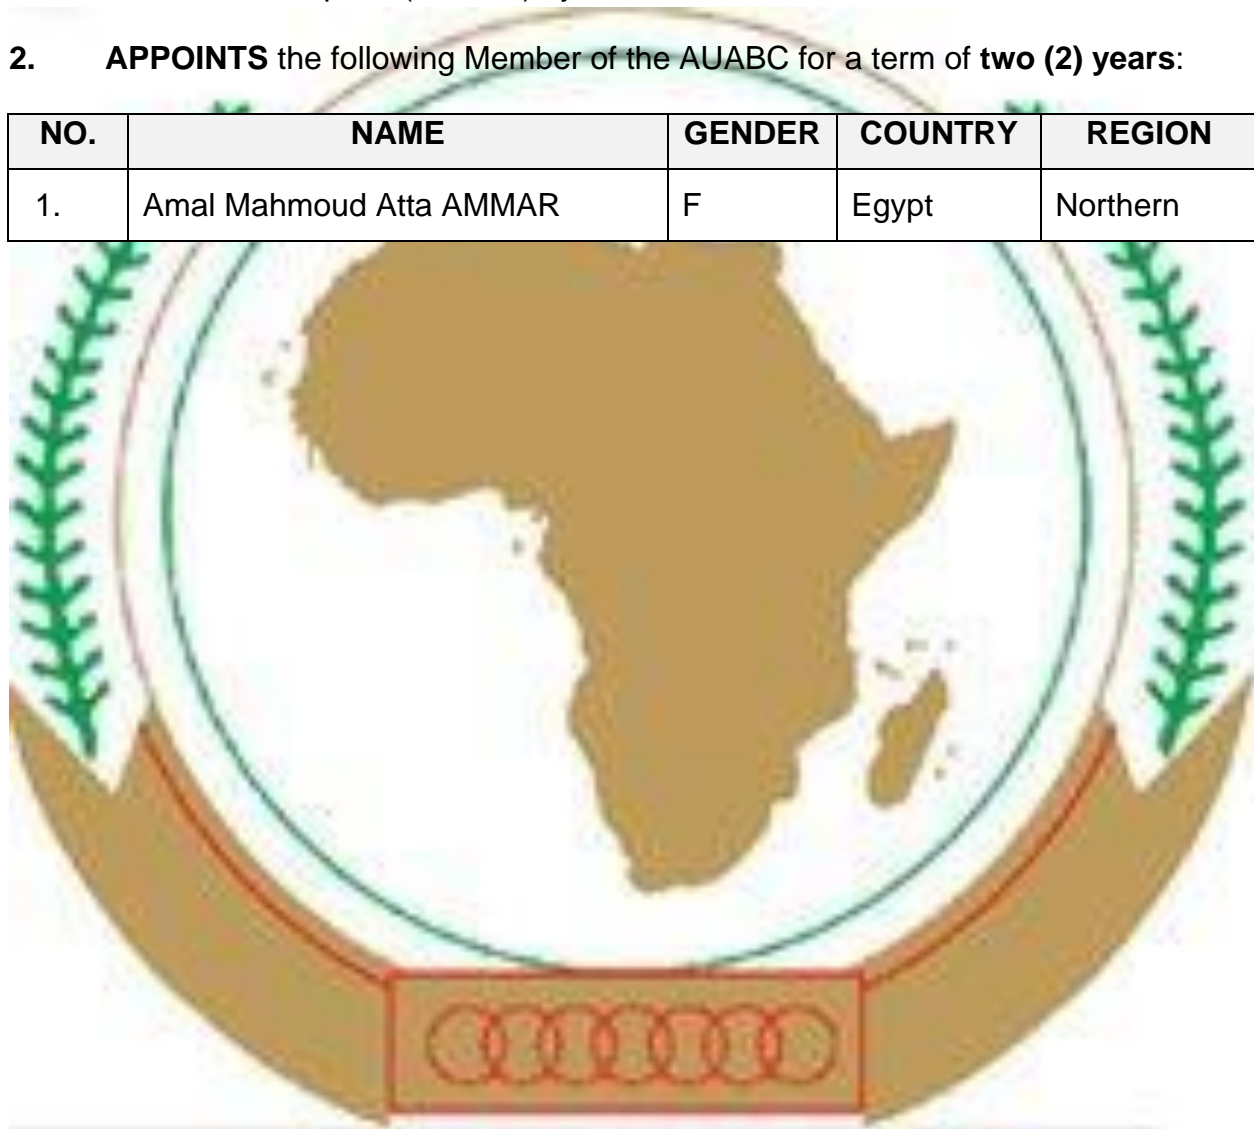 2. APPOINTS the following Member of the AUABC for a term of two (2) years:
NO. NAME GENDER COUNTRY REGION
1. Amal Mahmoud Atta AMMAR F Egypt Northern